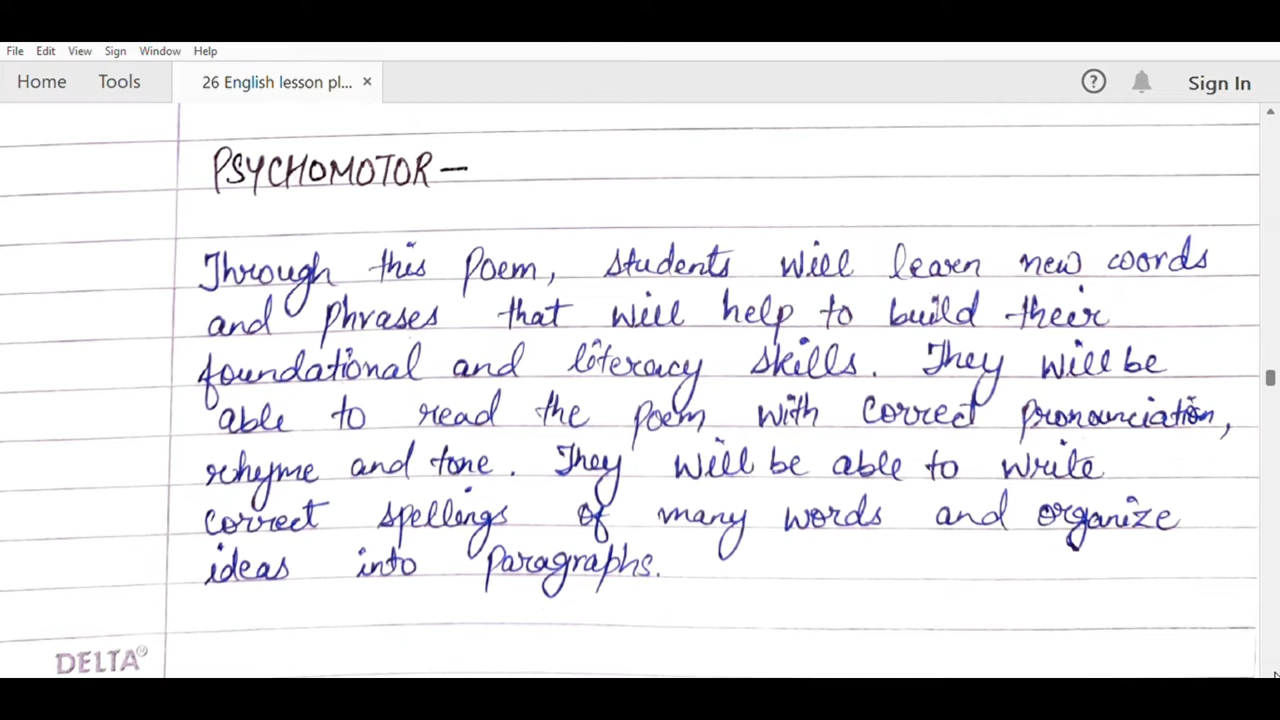 File Edit View Sign Window Help
Home Tools 26 English lesson pl... × ? Sign In
PSYCHOMOTOR –
Through this Poem, students will learn new words
and phrases that will help to build their
foundational and literacy skills. They will be
able to read the poem with correct pronunciation,
rhyme and tone. They will be able to write
correct spellings of many words and organize
ideas into paragraphs.
DELTA®